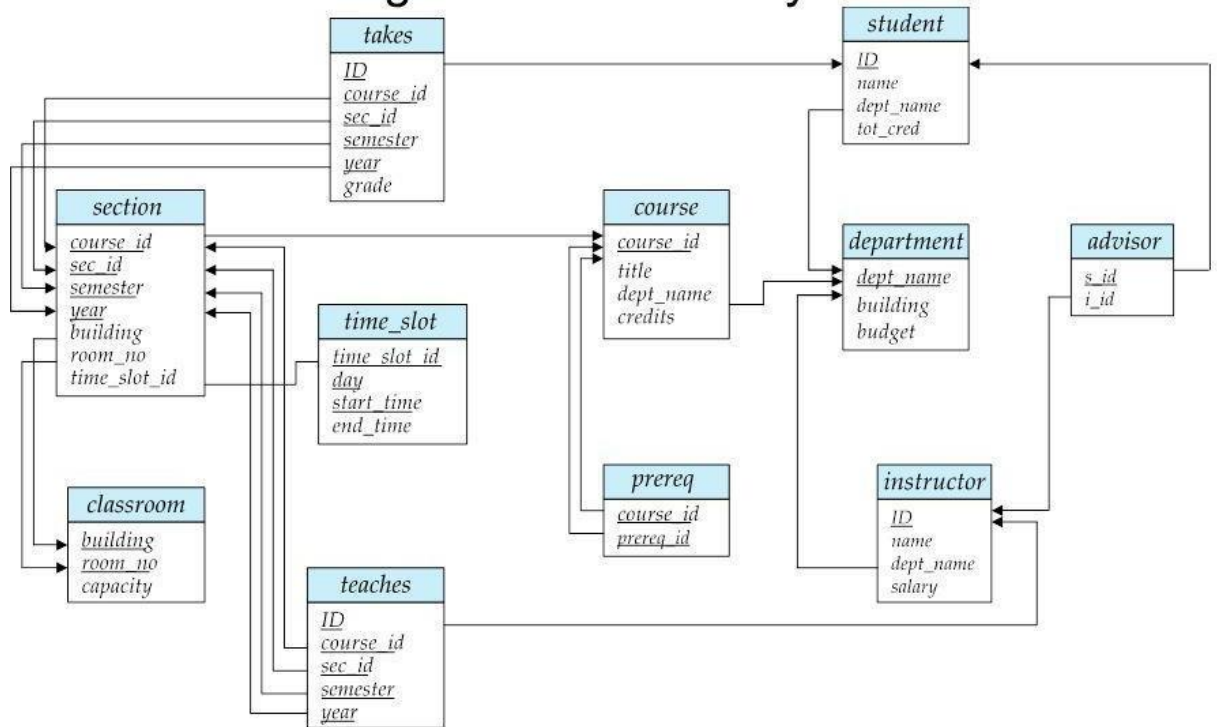 takes
ID
course_id
sec_id
semester
year
grade
student
ID
name
dept_name
tot_cred
section
course_id
sec_id
semester
year
building
room_no
time_slot_id
course
course_id
title
dept_name
credits
department
dept_name
building
budget
advisor
s_id
i_id
time_slot
time_slot_id
day
start_time
end_time
prereq
course_id
prereq_id
instructor
ID
name
dept_name
salary
classroom
building
room_no
capacity
teaches
ID
course_id
sec_id
semester
year